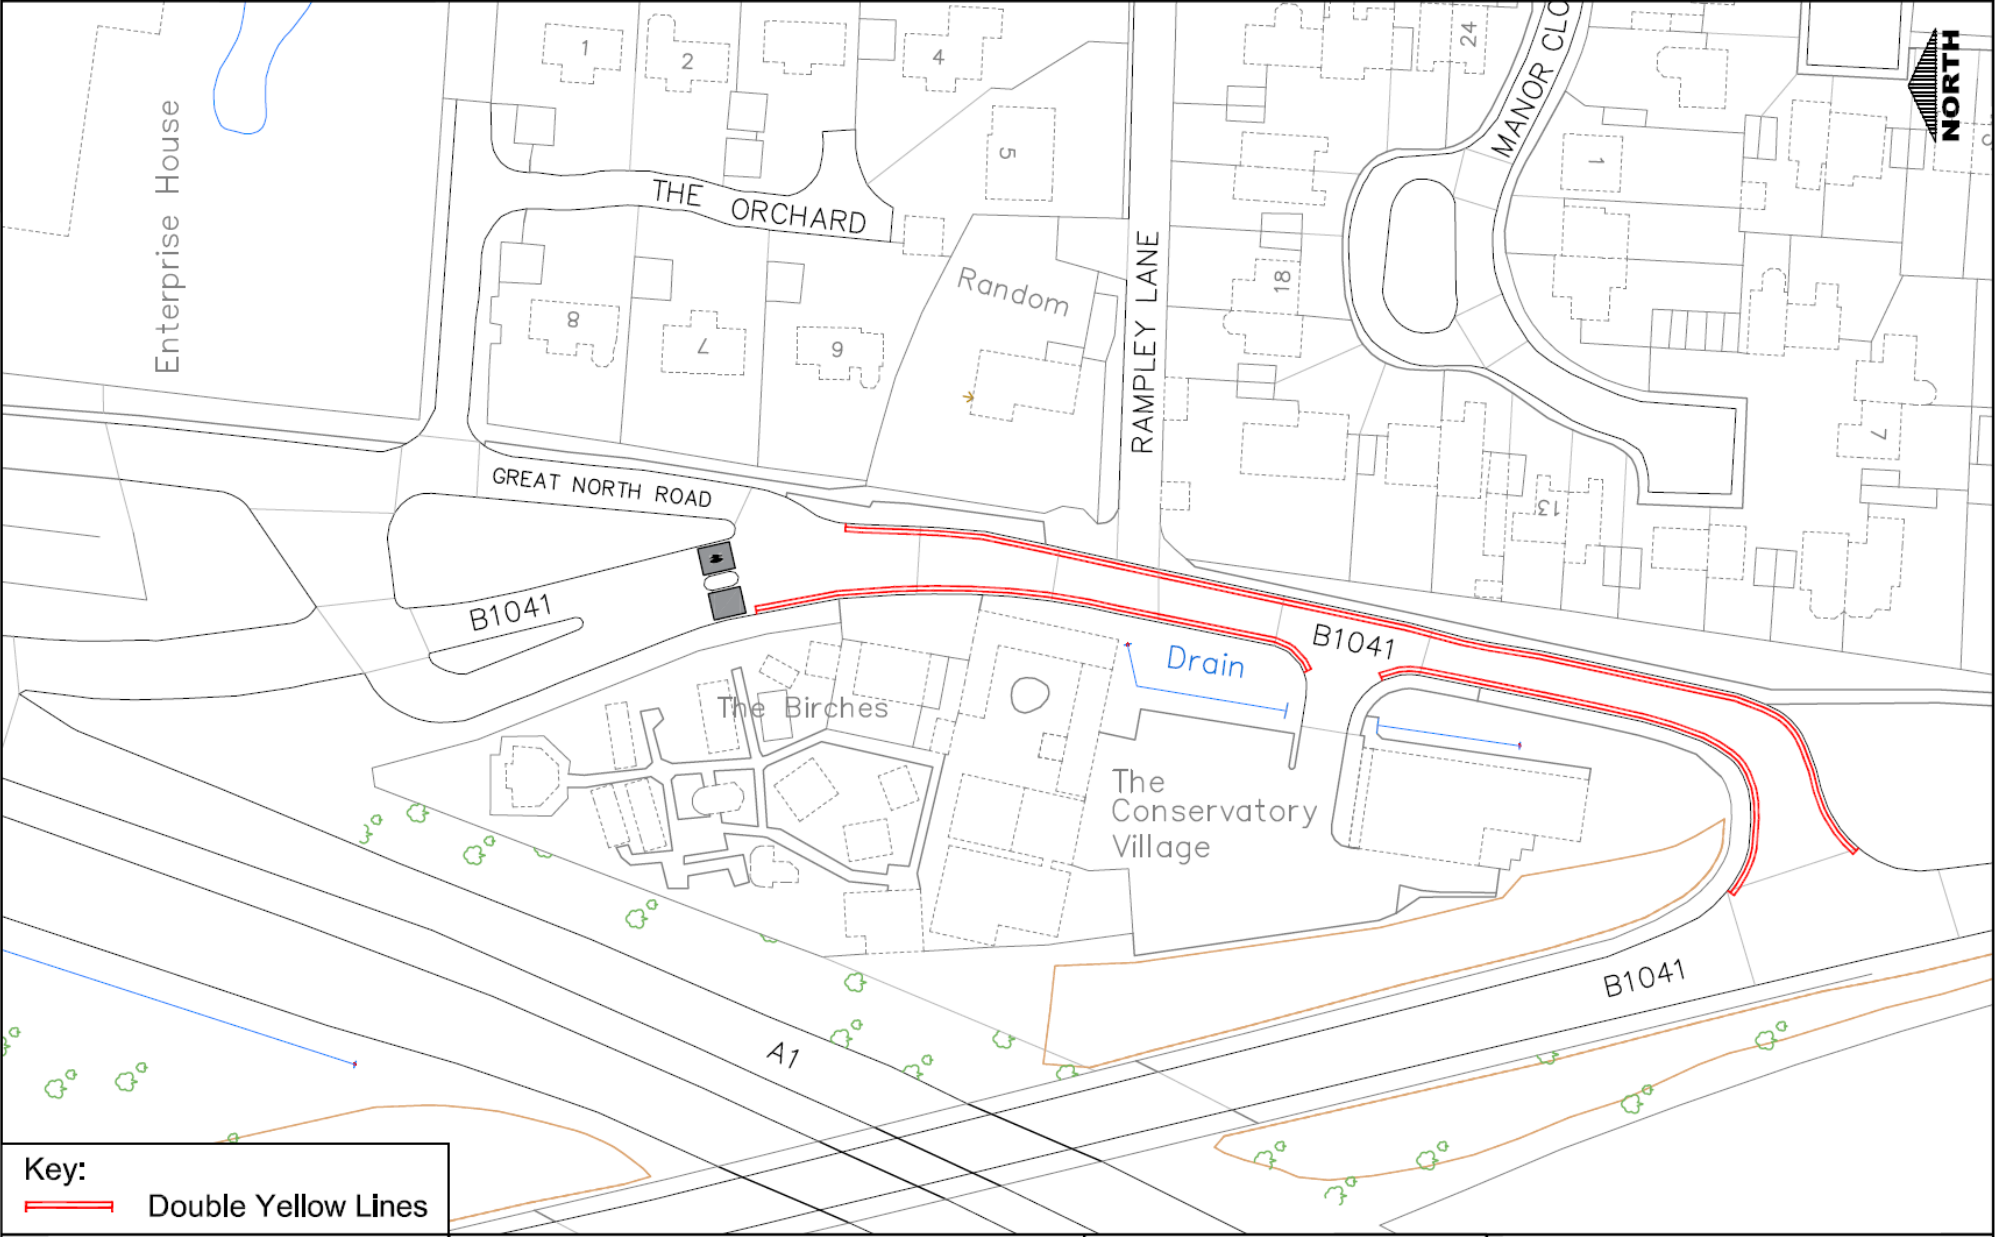 1
2
4
24
MANOR CLO
NORTH
Enterprise House
5
1
THE ORCHARD
RAMPLEY LANE
Random
18
8
7
6
7
GREAT NORTH ROAD
13
B1041
B1041
Drain
The Birches
The
Conservatory
Village
B1041
A1
Key:
Double Yellow Lines